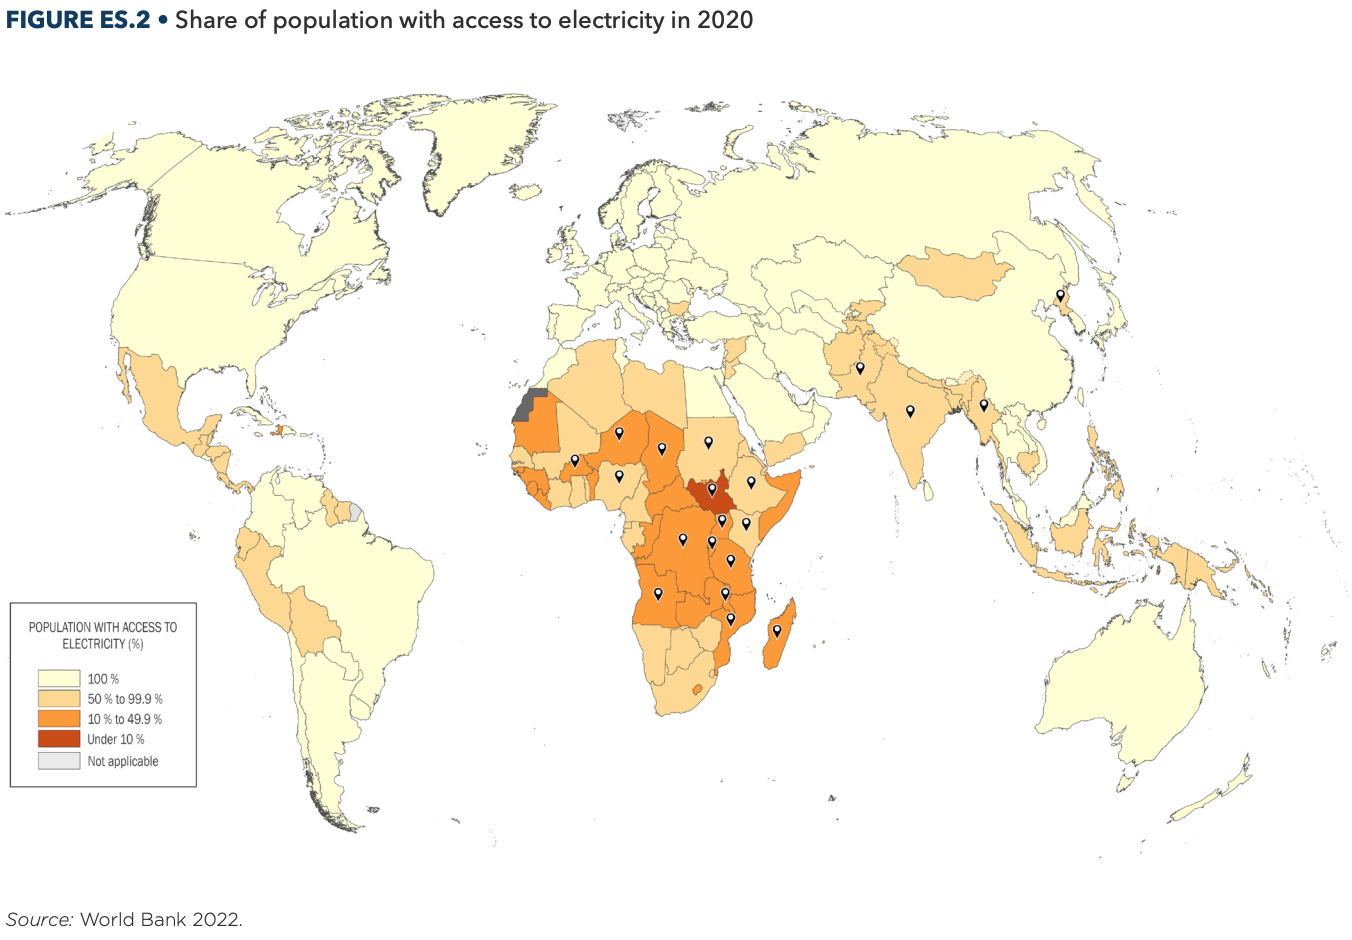 FIGURE ES.2 • Share of population with access to electricity in 2020
POPULATION WITH ACCESS TO
ELECTRICITY (%)
100 %
50 % to 99.9 %
10 % to 49.9 %
Under 10 %
Not applicable
Source: World Bank 2022.